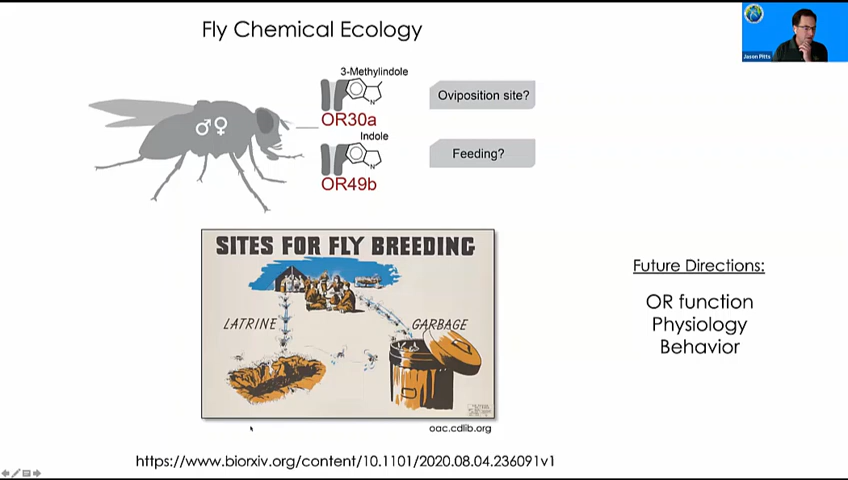 Fly Chemical Ecology
Jason Pitts
3-Methylindole
N
OR30a
Oviposition site?
Indole
N
OR49b
Feeding?
♂♀
SITES FOR FLY BREEDING
LATRINE
GARBAGE
oac.cdlib.org
Future Directions:
OR function
Physiology
Behavior
https://www.biorxiv.org/content/10.1101/2020.08.04.236091v1